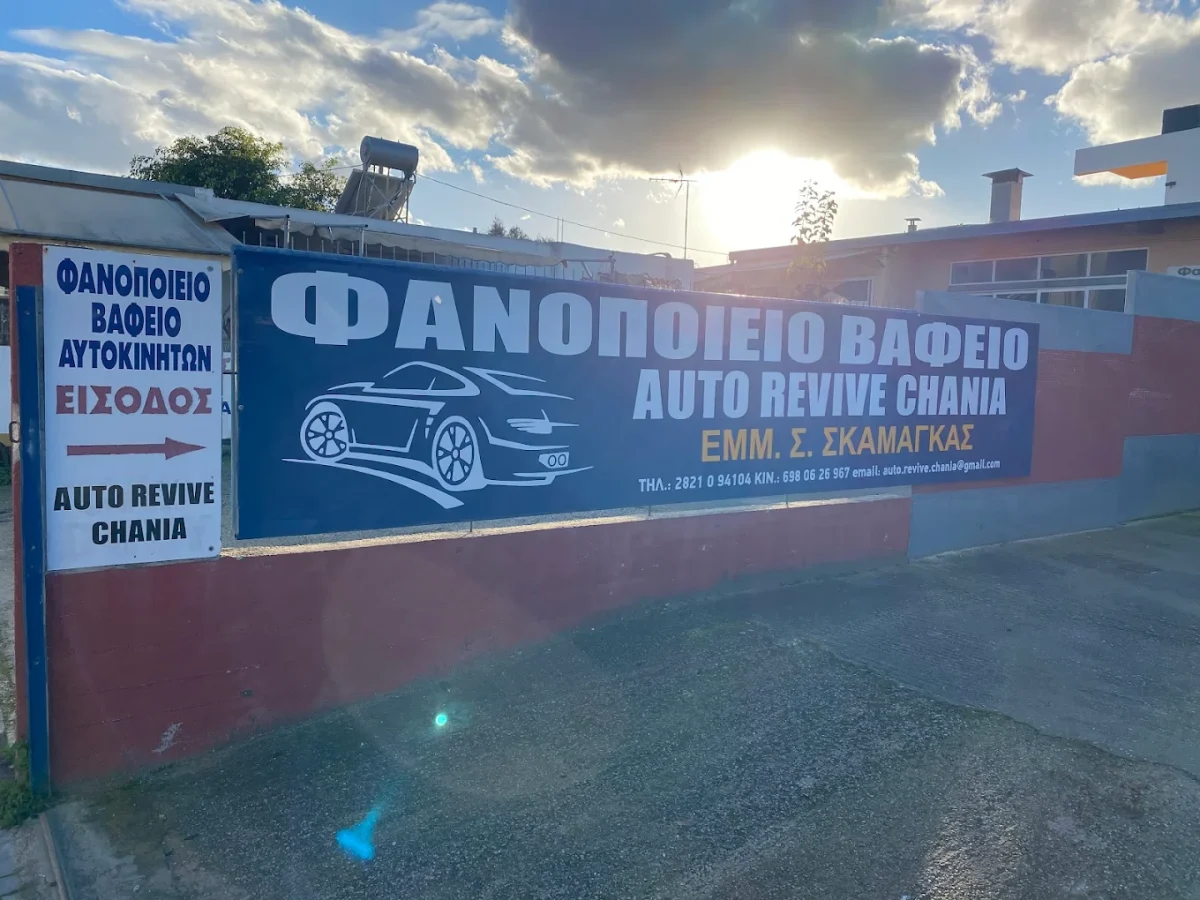 ΦΑΝΟΠΟΙΕΙΟ
ΒΑΦΕΙΟ
ΑΥΤΟΚΙΝΗΤΩΝ
ΕΙΣΟΔΟΣ
AUTO REVIVE
CHANIA
ΦΑΝΟΠΟΙΕΙΟ ΒΑΦΕΙΟ
AUTO REVIVE CHANIA
ΕΜΜ. Σ. ΣΚΑΜΑΓΚΑΣ
ΤΗΛ.: 2821 0 94104 ΚΙΝ.: 698 06 26 967 email: auto.revive.chania@gmail.com